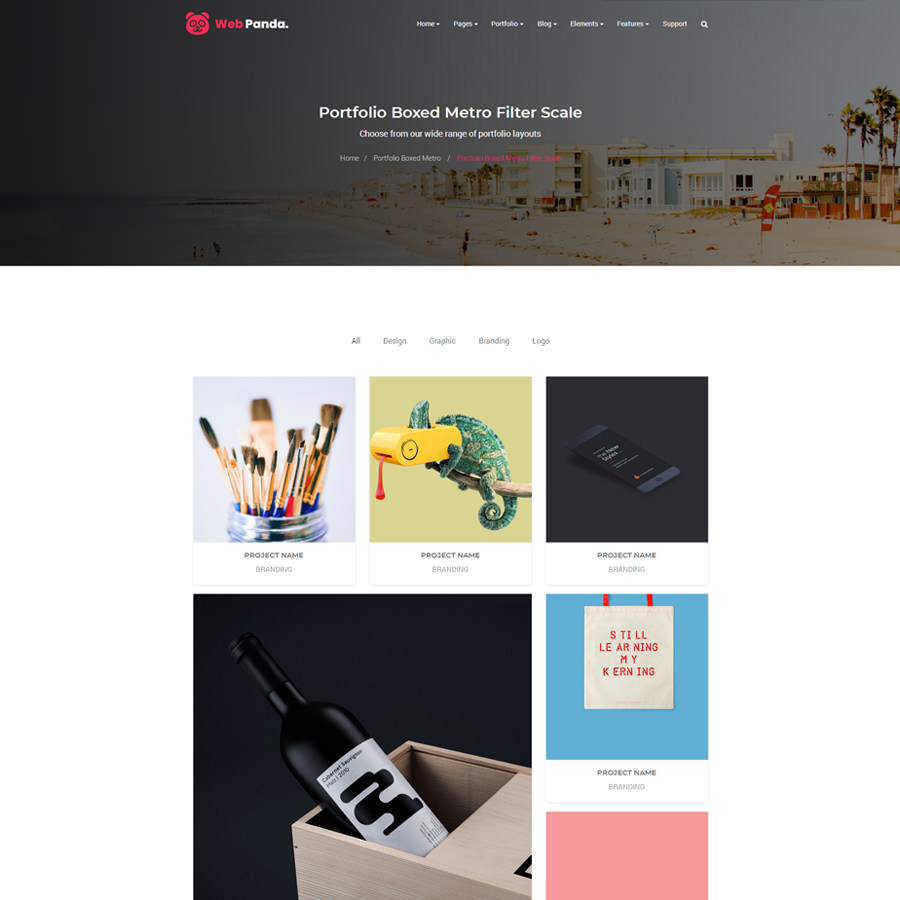 Web Panda.
Home Pages Portfolio Blog Elements Features Support
Portfolio Boxed Metro Filter Scale
Choose from our wide range of portfolio layouts
Home / Portfolio Boxed Metro / Portfolio Boxed Metro Filter Scale
All Design Graphic Branding Logo
PROJECT NAME
BRANDING
PROJECT NAME
BRANDING
PROJECT NAME
BRANDING
Cabernet Sauvignon
2010
STILL
LEARNING
MY
KERNING
PROJECT NAME
BRANDING